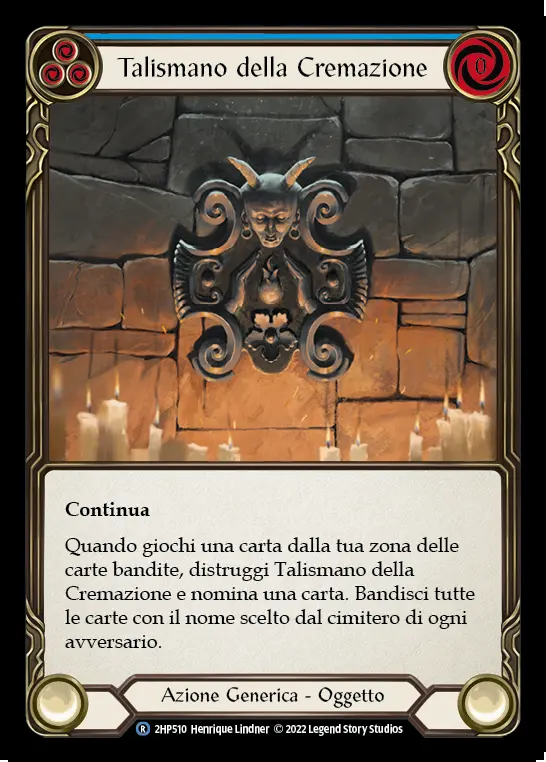 Talismano della Cremazione
0
Continua
Quando giochi una carta dalla tua zona delle
carte bandite, distruggi Talismano della
Cremazione e nomina una carta. Bandisci tutte
le carte con il nome scelto dal cimitero di ogni
avversario.
Azione Generica - Oggetto
R 2HP510 Henrique Lindner © 2022 Legend Story Studios